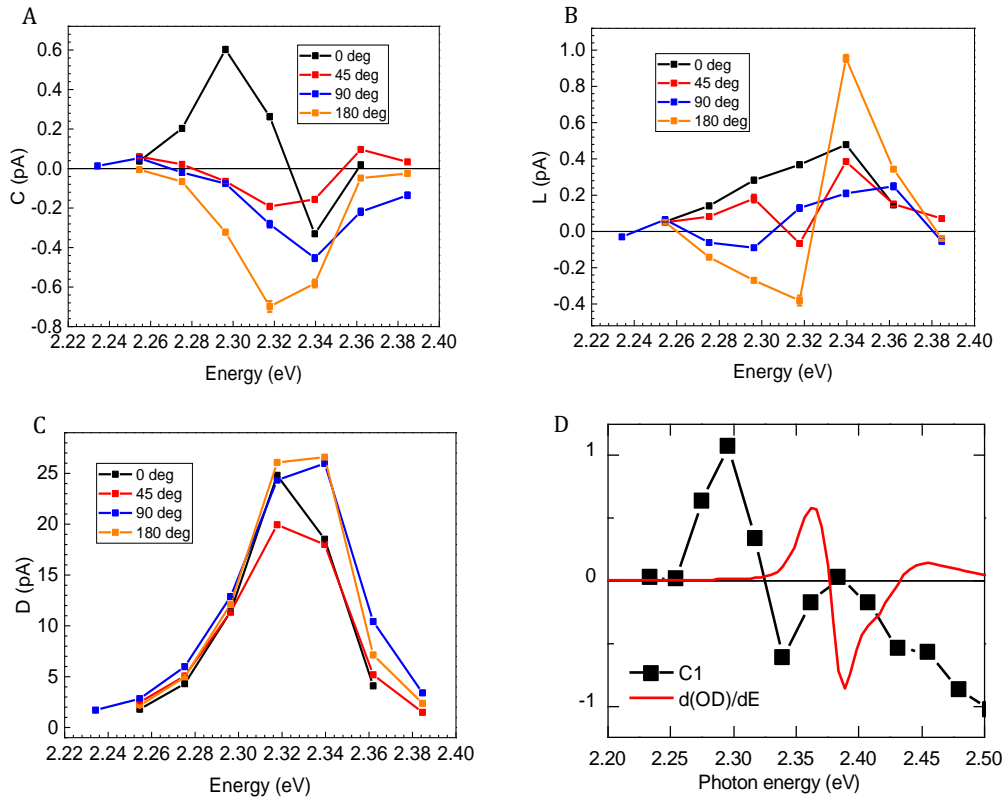 A
C (pA)
0.6
0.4
0.2
0.0
-0.2
-0.4
-0.6
-0.8
0 deg
45 deg
90 deg
180 deg
2.22 2.24 2.26 2.28 2.30 2.32 2.34 2.36 2.38 2.40
Energy (eV)
B
L (pA)
1.0
0.8
0.6
0.4
0.2
0.0
-0.2
-0.4
0 deg
45 deg
90 deg
180 deg
2.22 2.24 2.26 2.28 2.30 2.32 2.34 2.36 2.38 2.40
Energy (eV)
C
D (pA)
25
20
15
10
5
0
0 deg
45 deg
90 deg
180 deg
2.22 2.24 2.26 2.28 2.30 2.32 2.34 2.36 2.38 2.40
Energy (eV)
D
1
0
-1
C1
d(OD)/dE
2.20 2.25 2.30 2.35 2.40 2.45 2.50
Photon energy (eV)